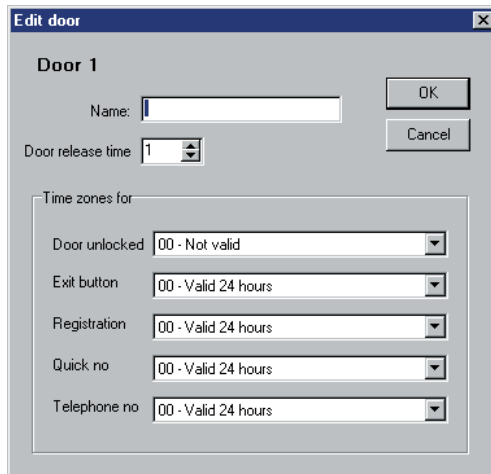 Edit door
Door 1
OK
Name:
Cancel
Door release time 1
Time zones for
Door unlocked 00 - Not valid
Exit button 00 - Valid 24 hours
Registration 00 - Valid 24 hours
Quick no 00 - Valid 24 hours
Telephone no 00 - Valid 24 hours